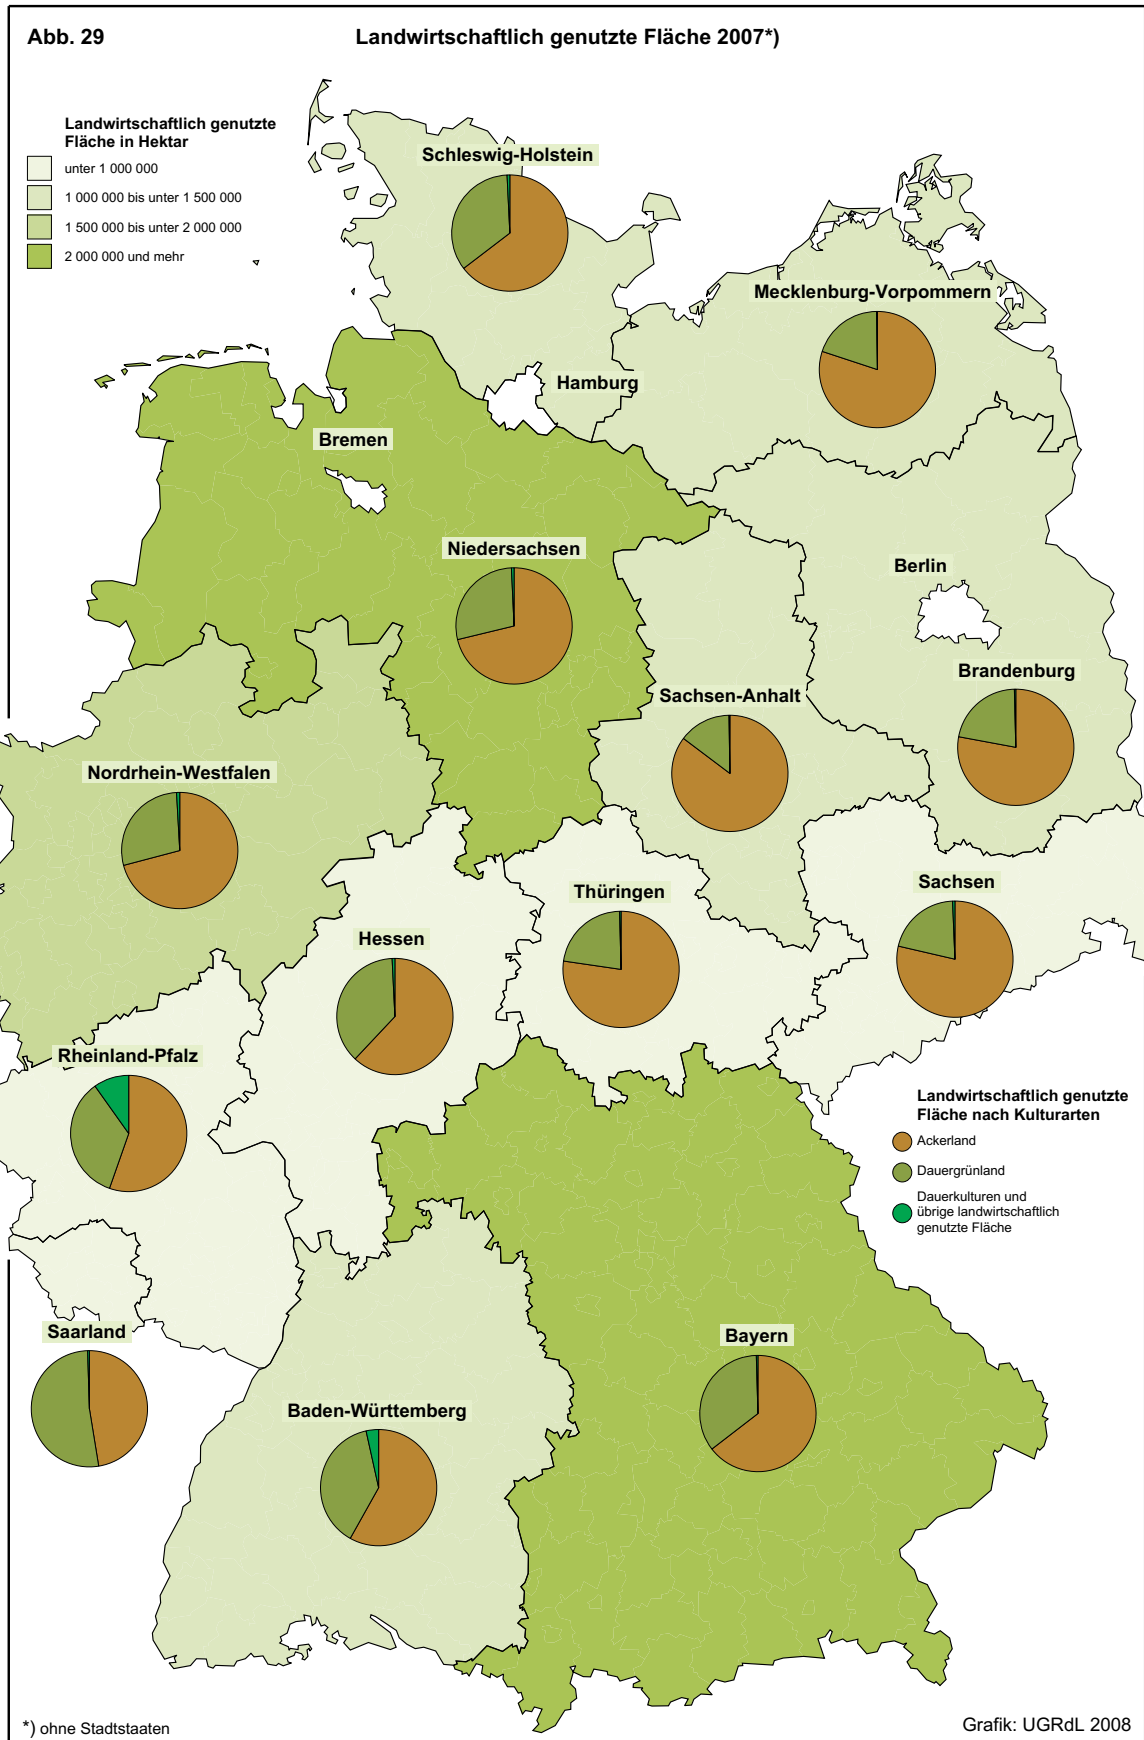 Abb. 29
Landwirtschaftlich genutzte Fläche 2007*)
Landwirtschaftlich genutzte
Fläche in Hektar
unter 1 000 000
1 000 000 bis unter 1 500 000
1 500 000 bis unter 2 000 000
2 000 000 und mehr
Schleswig-Holstein
Mecklenburg-Vorpommern
Hamburg
Bremen
Niedersachsen
Berlin
Brandenburg
Sachsen-Anhalt
Nordrhein-Westfalen
Thüringen
Sachsen
Hessen
Rheinland-Pfalz
Landwirtschaftlich genutzte
Fläche nach Kulturarten
Ackerland
Dauergrünland
Dauerkulturen und
übrige landwirtschaftlich
genutzte Fläche
Saarland
Bayern
Baden-Württemberg
*) ohne Stadtstaaten
Grafik: UGRdL 2008